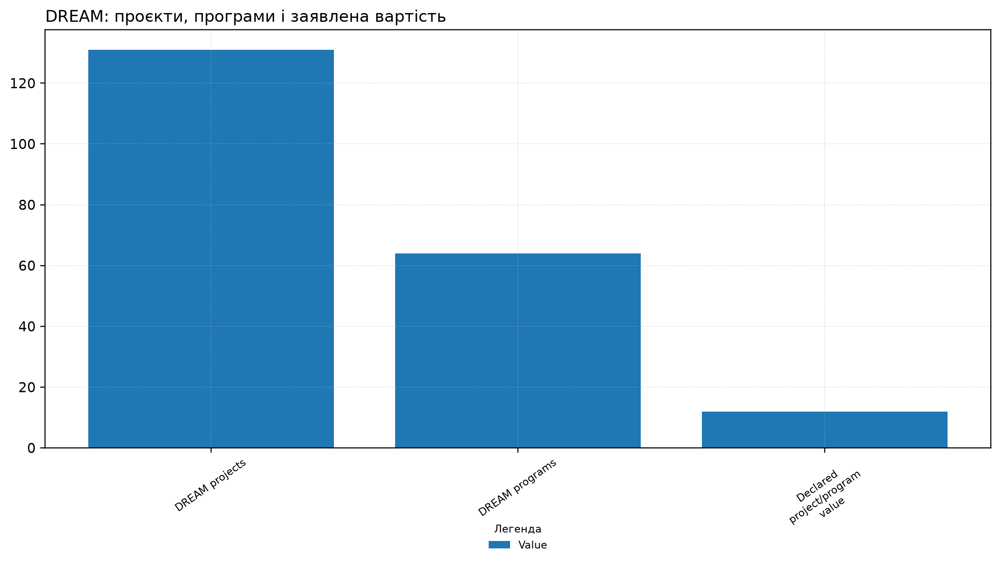 DREAM: проєкти, програми і заявлена вартість
120
100
80
60
40
20
0
DREAM projects
DREAM programs
Declared
project/program
value
Легенда
Value